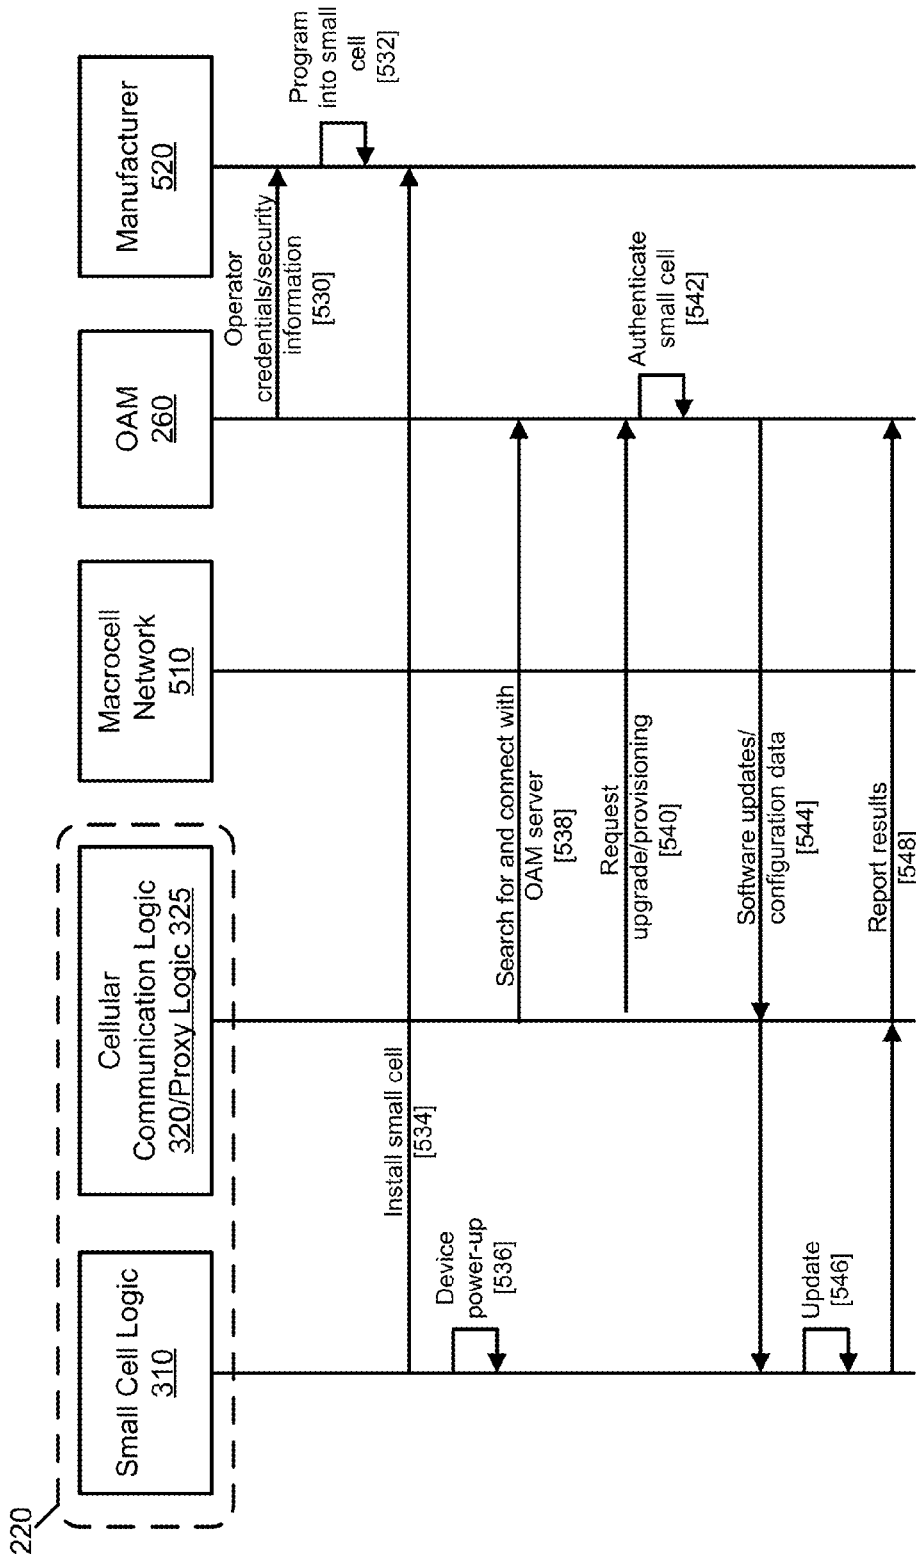 220
Small Cell Logic
310
Cellular
Communication Logic
320/Proxy Logic 325
Macrocell
Network
510
OAM
260
Manufacturer
520
Operator
credentials/security
information
[530]
Program
into small
cell
[532]
Install small cell
[534]
Device
power-up
[536]
Search for and connect with
OAM server
[538]
Request
upgrade/provisioning
[540]
Authenticate
small cell
[542]
Software updates/
configuration data
[544]
Update
[546]
Report results
[548]